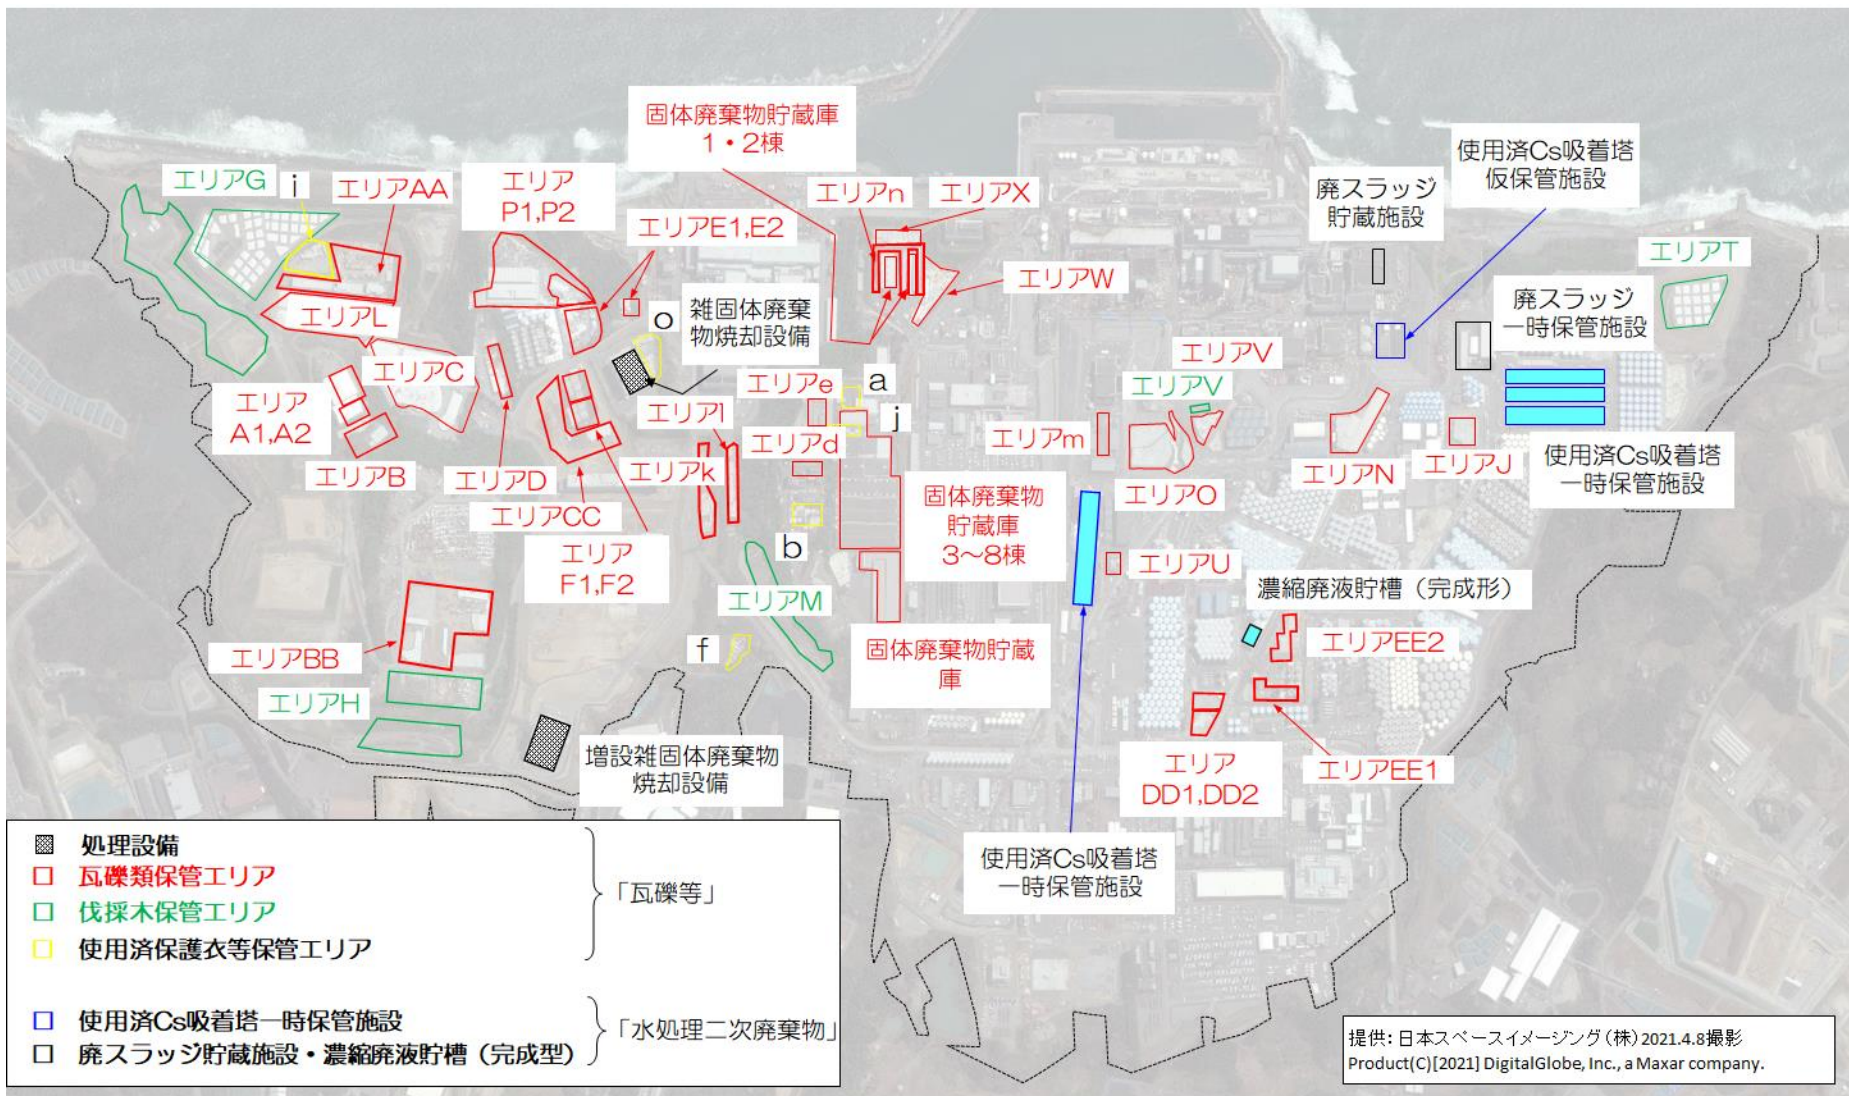 固体廃棄物貯蔵庫
1・2棟
使用済Cs吸着塔
仮保管施設
エリアG
i
エリアAA
エリア
P1,P2
エリアn
エリアX
廃スラッジ
貯蔵施設
エリアE1,E2
エリアT
エリアW
エリアL
o
雑固体廃棄
物焼却設備
廃スラッジ
一時保管施設
エリアV
エリアC
エリアe
a
エリアV
エリア
A1,A2
エリアl
j
エリアB
エリアD
エリアk
エリアd
エリアm
エリアN
エリアJ
使用済Cs吸着塔
一時保管施設
エリアCC
固体廃棄物
貯蔵庫
3~8棟
エリアO
エリア
F1,F2
b
エリアU
エリアM
濃縮廃液貯槽（完成形）
エリアBB
f
固体廃棄物貯蔵
庫
エリアEE2
エリアH
増設雑固体廃棄物
焼却設備
エリア
DD1,DD2
エリアEE1
使用済Cs吸着塔
一時保管施設
処理設備
瓦礫類保管エリア
伐採木保管エリア
使用済保護衣等保管エリア
「瓦礫等」
使用済Cs吸着塔一時保管施設
廃スラッジ貯蔵施設・濃縮廃液貯槽（完成型）
「水処理二次廃棄物」
提供：日本スペースイメージング（株）2021.4.8撮影
Product(C)[2021] DigitalGlobe, Inc., a Maxar company.